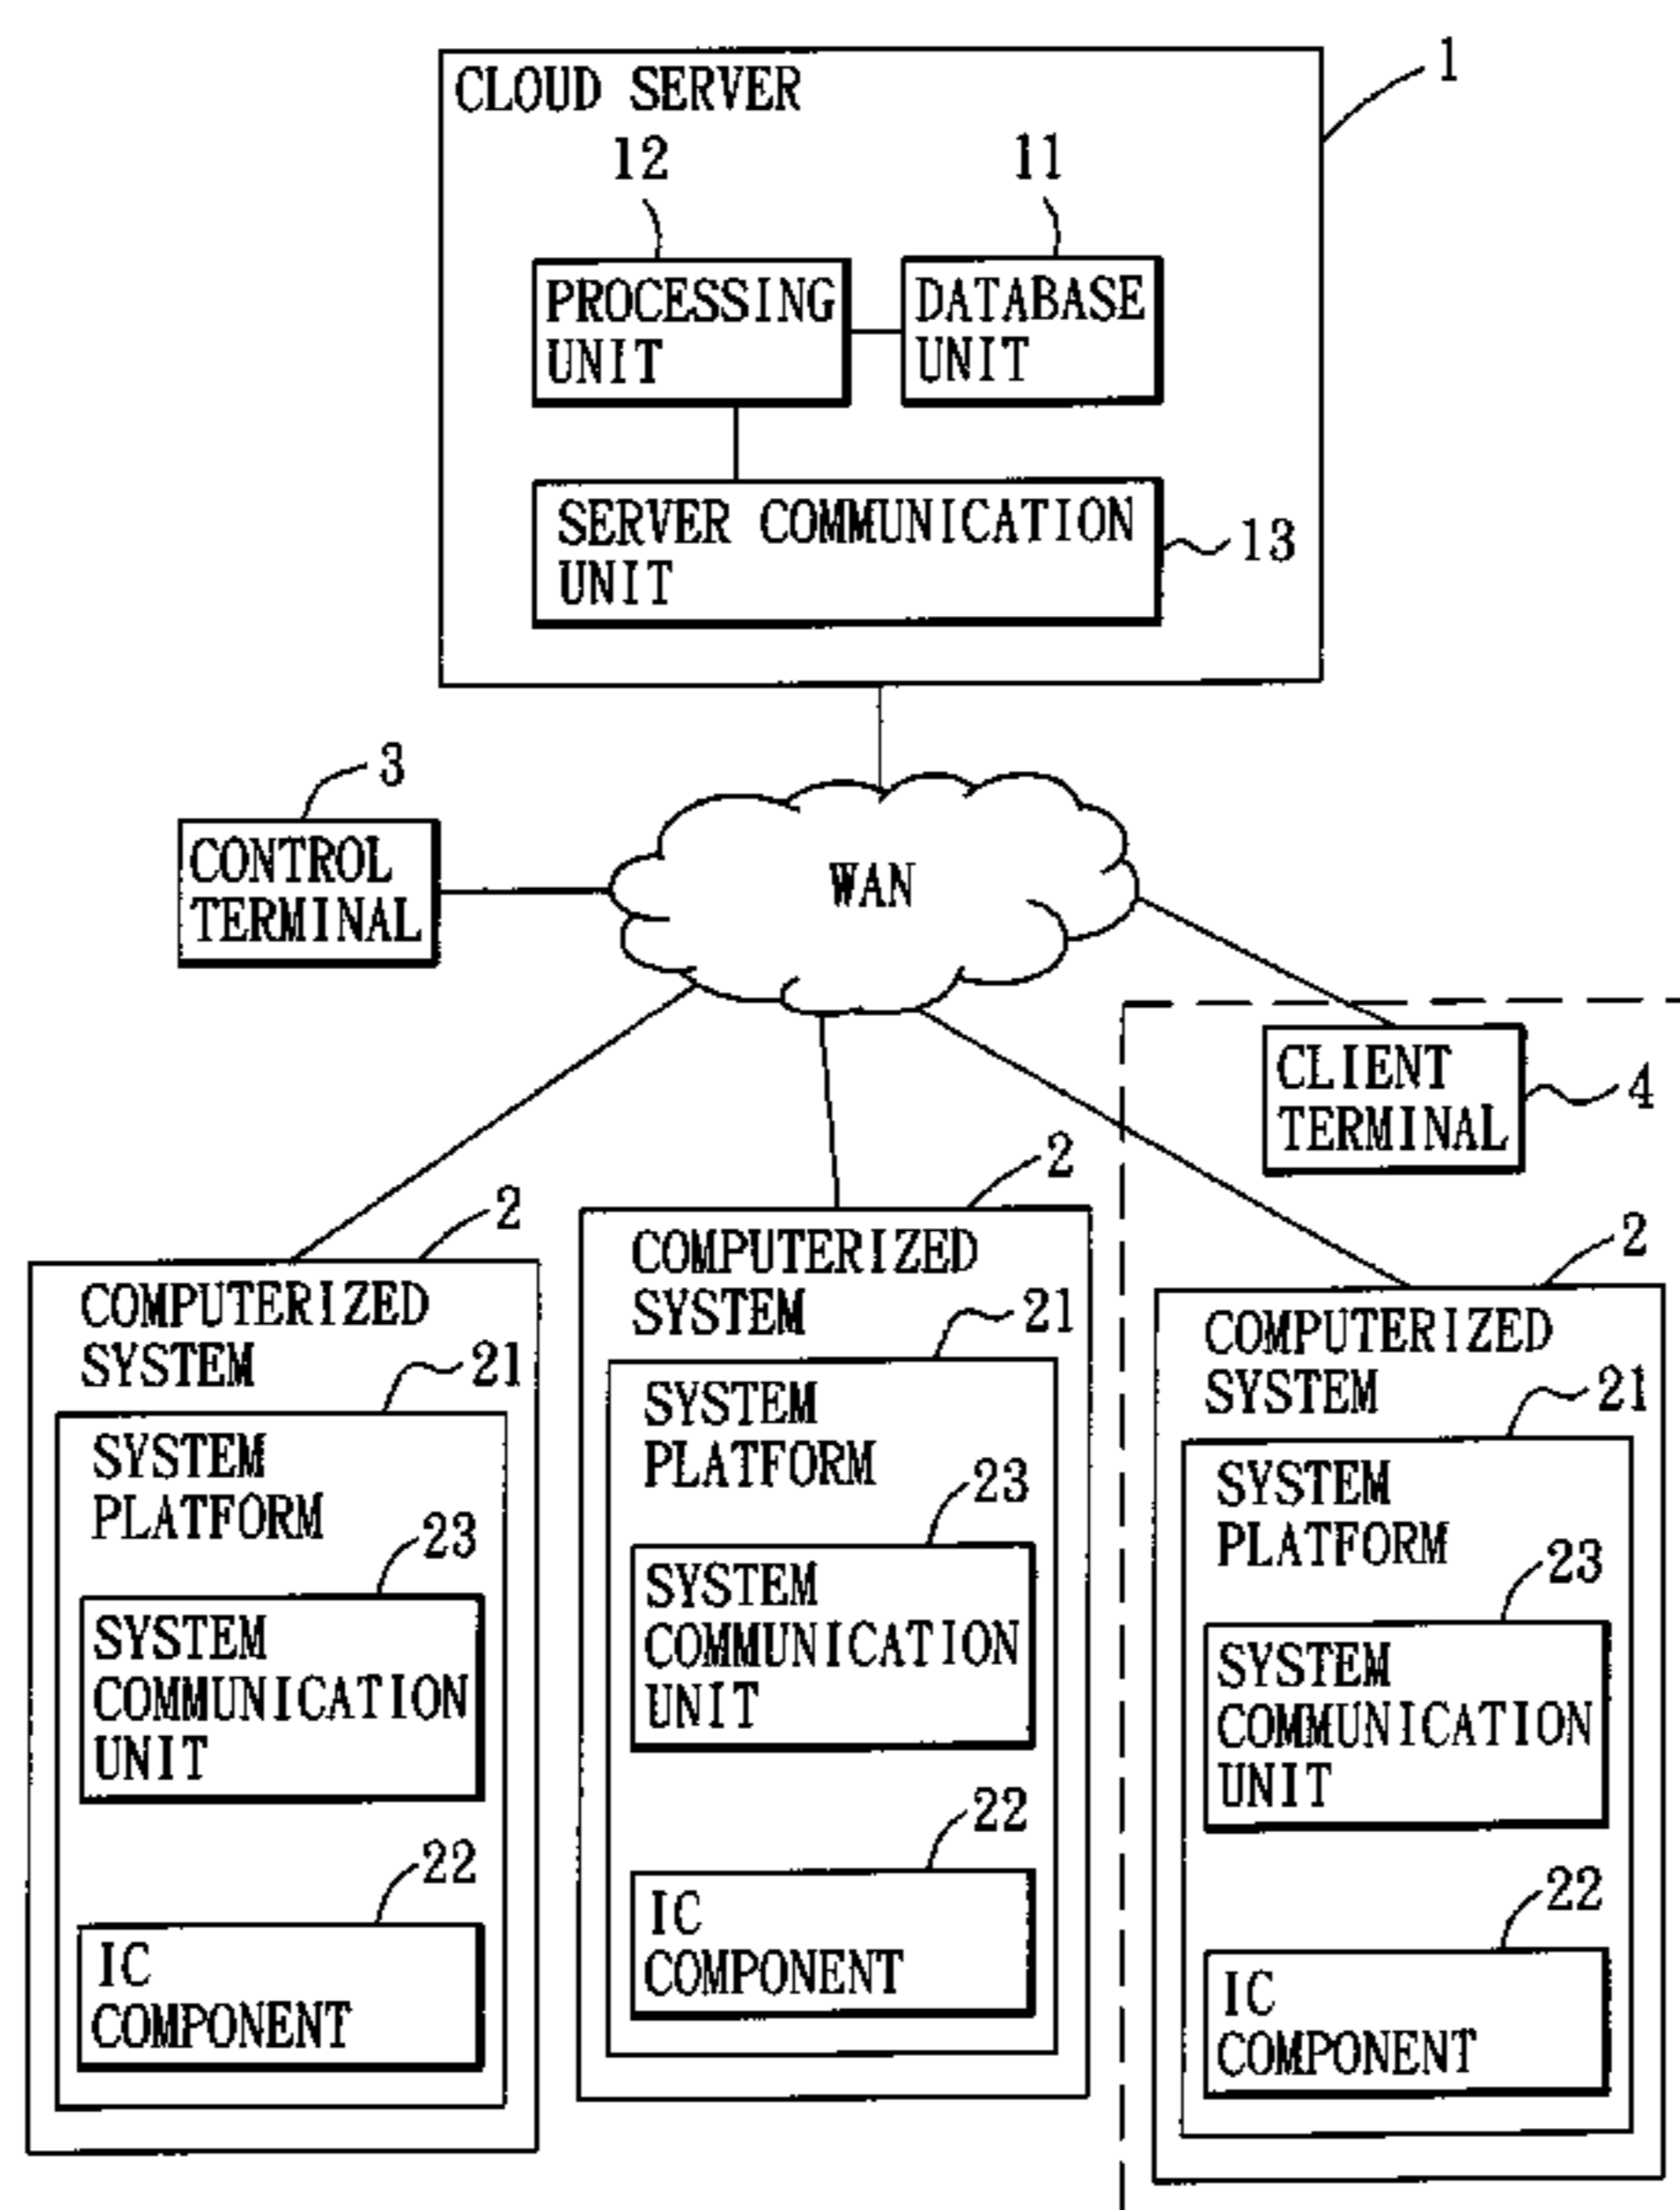 CLOUD SERVER
1
12
11
PROCESSING
UNIT
DATABASE
UNIT
SERVER COMMUNICATION
UNIT
13
3
CONTROL
TERMINAL
WAN
CLIENT
TERMINAL
4
2
COMPUTERIZED
SYSTEM
21
SYSTEM
PLATFORM
23
SYSTEM
COMMUNICATION
UNIT
22
IC
COMPONENT
2
COMPUTERIZED
SYSTEM
21
SYSTEM
PLATFORM
23
SYSTEM
COMMUNICATION
UNIT
22
IC
COMPONENT
2
COMPUTERIZED
SYSTEM
21
SYSTEM
PLATFORM
23
SYSTEM
COMMUNICATION
UNIT
22
IC
COMPONENT